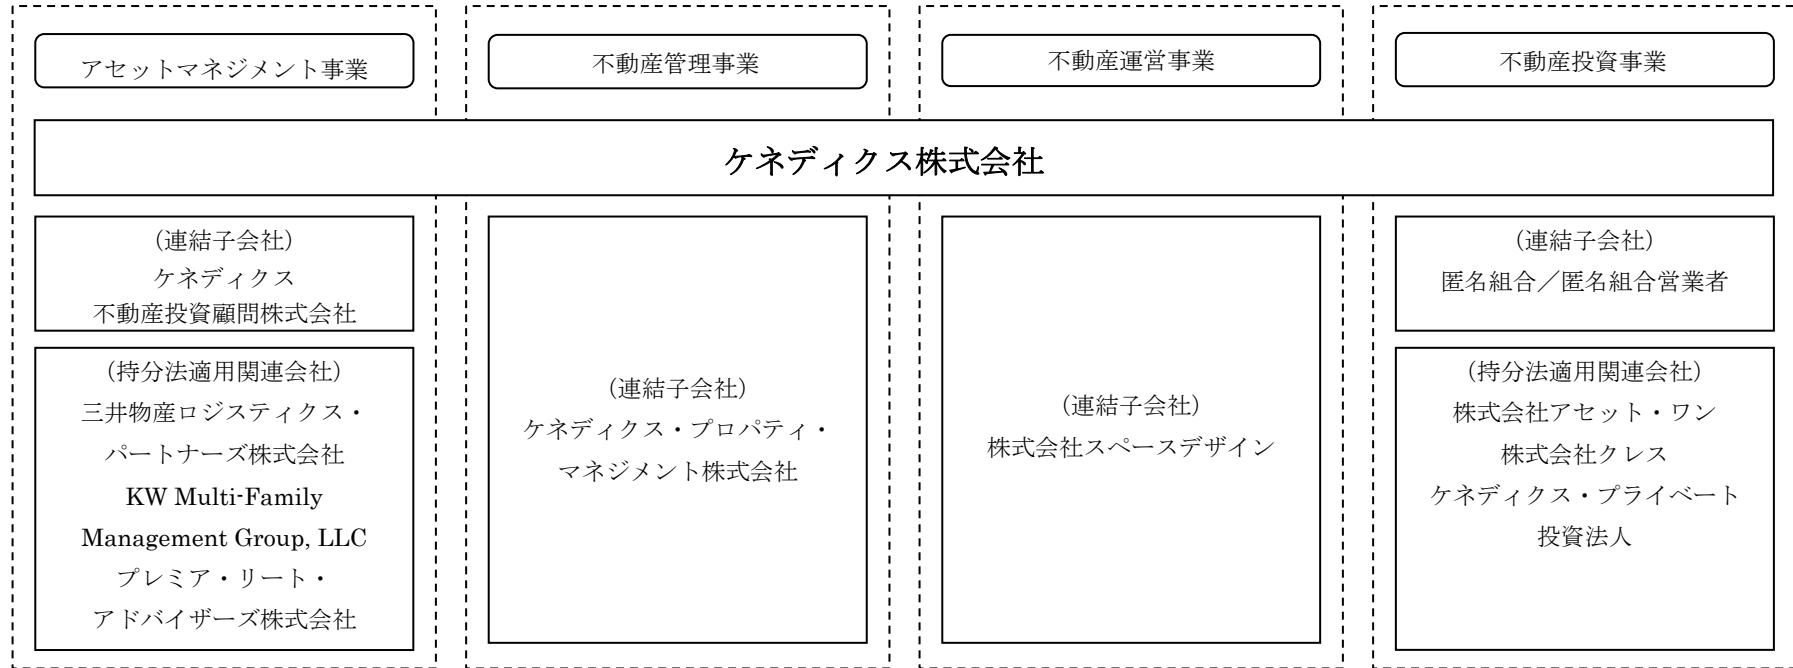 アセットマネジメント事業
不動産管理事業
不動産運営事業
不動産投資事業
ケネディクス株式会社
（連結子会社）
ケネディクス
不動産投資顧問株式会社
（持分法適用関連会社）
三井物産ロジスティクス・
パートナーズ株式会社
KW Multi-Family
Management Group, LLC
プレミア・リート・
アドバイザーズ株式会社
（連結子会社）
ケネディクス・プロパティ・
マネジメント株式会社
（連結子会社）
株式会社スペースデザイン
（連結子会社）
匿名組合／匿名組合営業者
（持分法適用関連会社）
株式会社アセット・ワン
株式会社クレス
ケネディクス・プライベート
投資法人